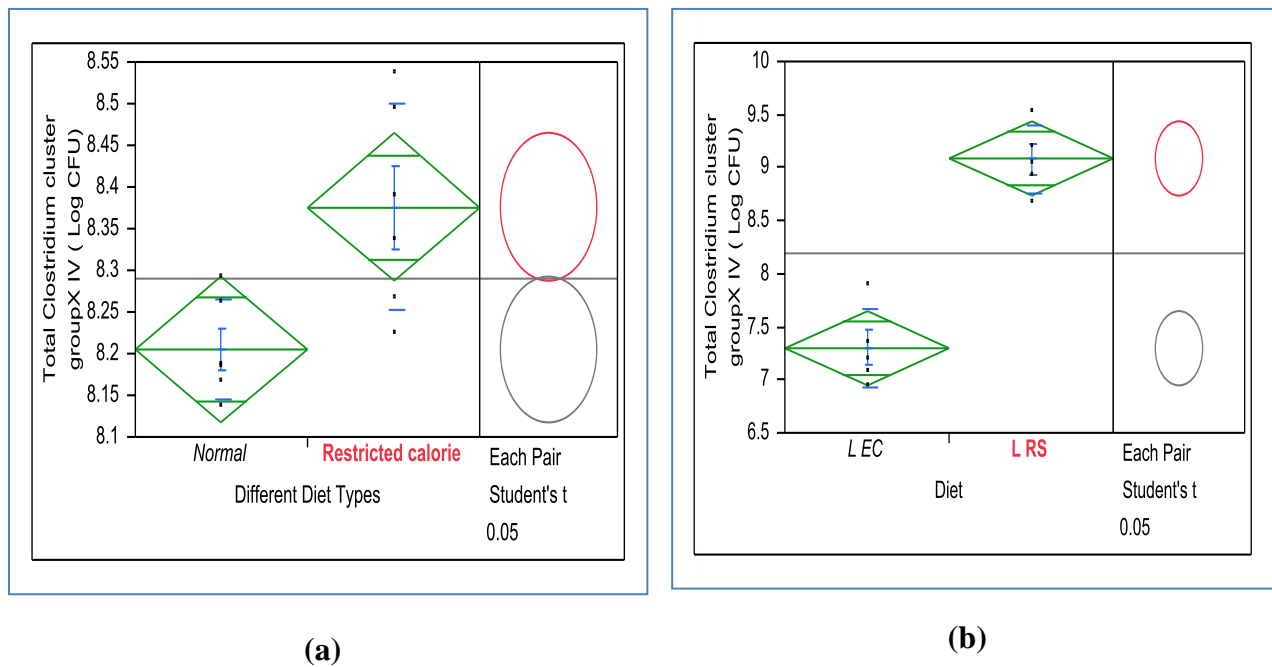 Total Clostridium cluster
groupX IV ( Log CFU)
8.55
8.5
8.45
8.4
8.35
8.3
8.25
8.2
8.15
8.1
Normal
Restricted calorie
Different Diet Types
Each Pair
Student's t
0.05
(a)
Total Clostridium cluster
groupX IV ( Log CFU)
10
9.5
9
8.5
8
7.5
7
6.5
L EC
L RS
Diet
Each Pair
Student's t
0.05
(b)